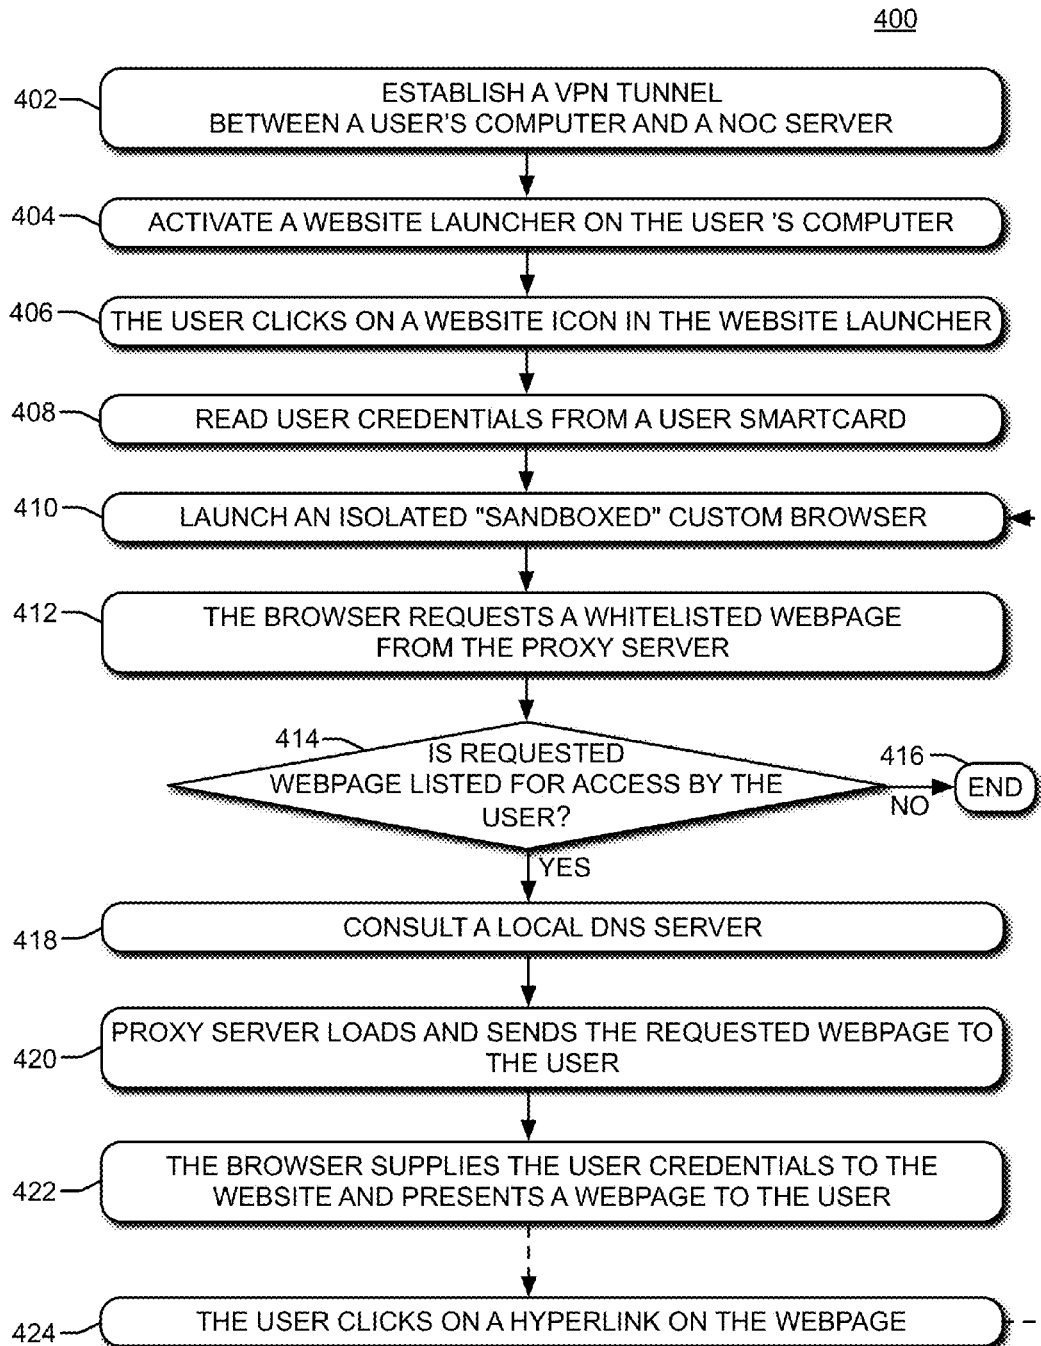 400
402
ESTABLISH A VPN TUNNEL
BETWEEN A USER'S COMPUTER AND A NOC SERVER
404
ACTIVATE A WEBSITE LAUNCHER ON THE USER 'S COMPUTER
406
THE USER CLICKS ON A WEBSITE ICON IN THE WEBSITE LAUNCHER
408
READ USER CREDENTIALS FROM A USER SMARTCARD
410
LAUNCH AN ISOLATED "SANDBOXED" CUSTOM BROWSER
412
THE BROWSER REQUESTS A WHITELISTED WEBPAGE
FROM THE PROXY SERVER
414
IS REQUESTED
WEBPAGE LISTED FOR ACCESS BY THE
USER?
416
END
NO
YES
418
CONSULT A LOCAL DNS SERVER
420
PROXY SERVER LOADS AND SENDS THE REQUESTED WEBPAGE TO
THE USER
422
THE BROWSER SUPPLIES THE USER CREDENTIALS TO THE
WEBSITE AND PRESENTS A WEBPAGE TO THE USER
424
THE USER CLICKS ON A HYPERLINK ON THE WEBPAGE